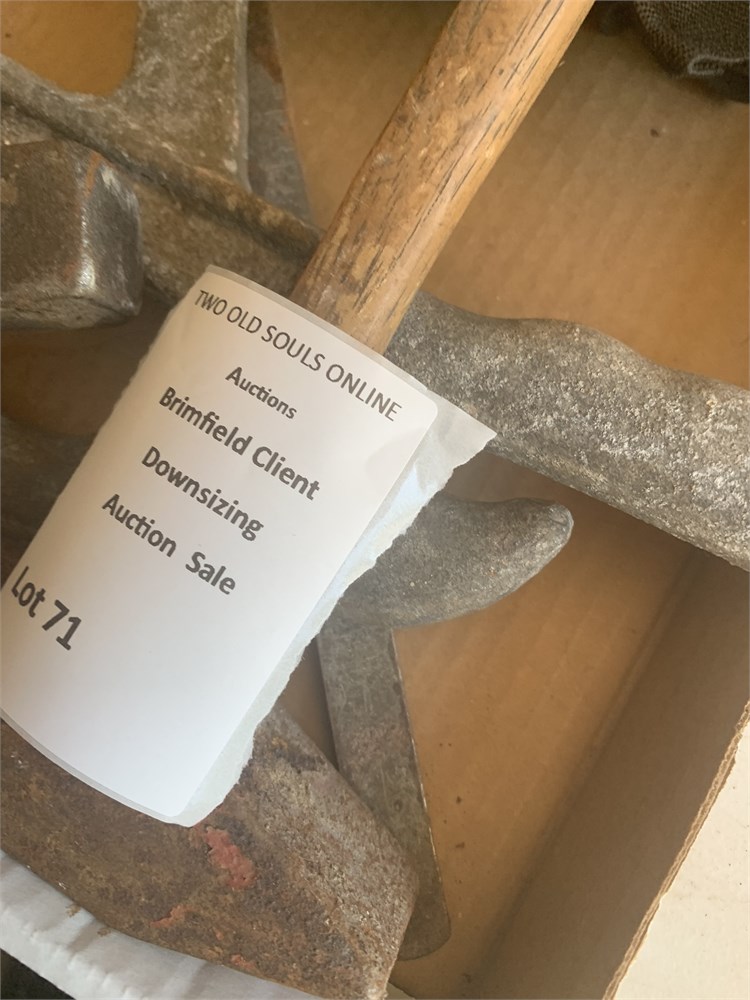 TWO OLD SOULS ONLINE
Auctions
Brimfield Client
Downsizing
Auction Sale
Lot 71